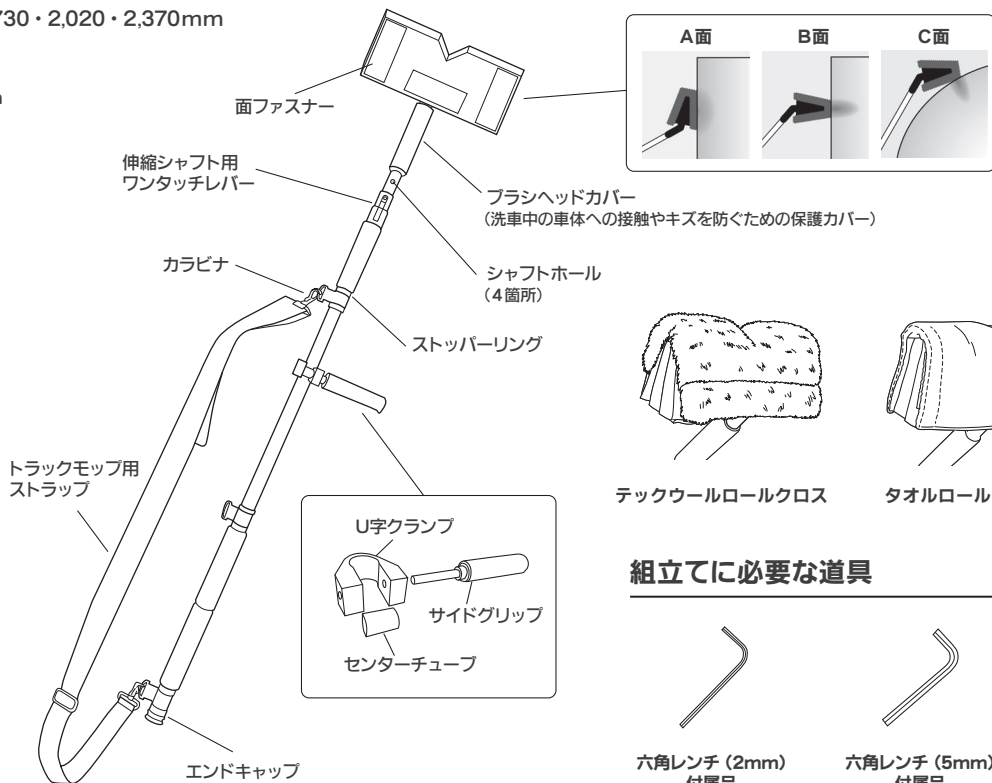 730・2,020・2,370mm
面ファスナー
伸縮シャフト用
ワンタッチレバー
カラビナ
トラックモップ用
ストラップ
エンドキャップ
ブラシヘッドカバー
(洗車中の車体への接触やキズを防ぐための保護カバー)
シャフトホール
(4箇所)
ストッパーリング
U字クランプ
サイドグリップ
センターチューブ
A面
B面
C面
テックウールロールクロス
タオルロール
組立てに必要な道具
六角レンチ (2mm)
付属品
六角レンチ (5mm)
付属品